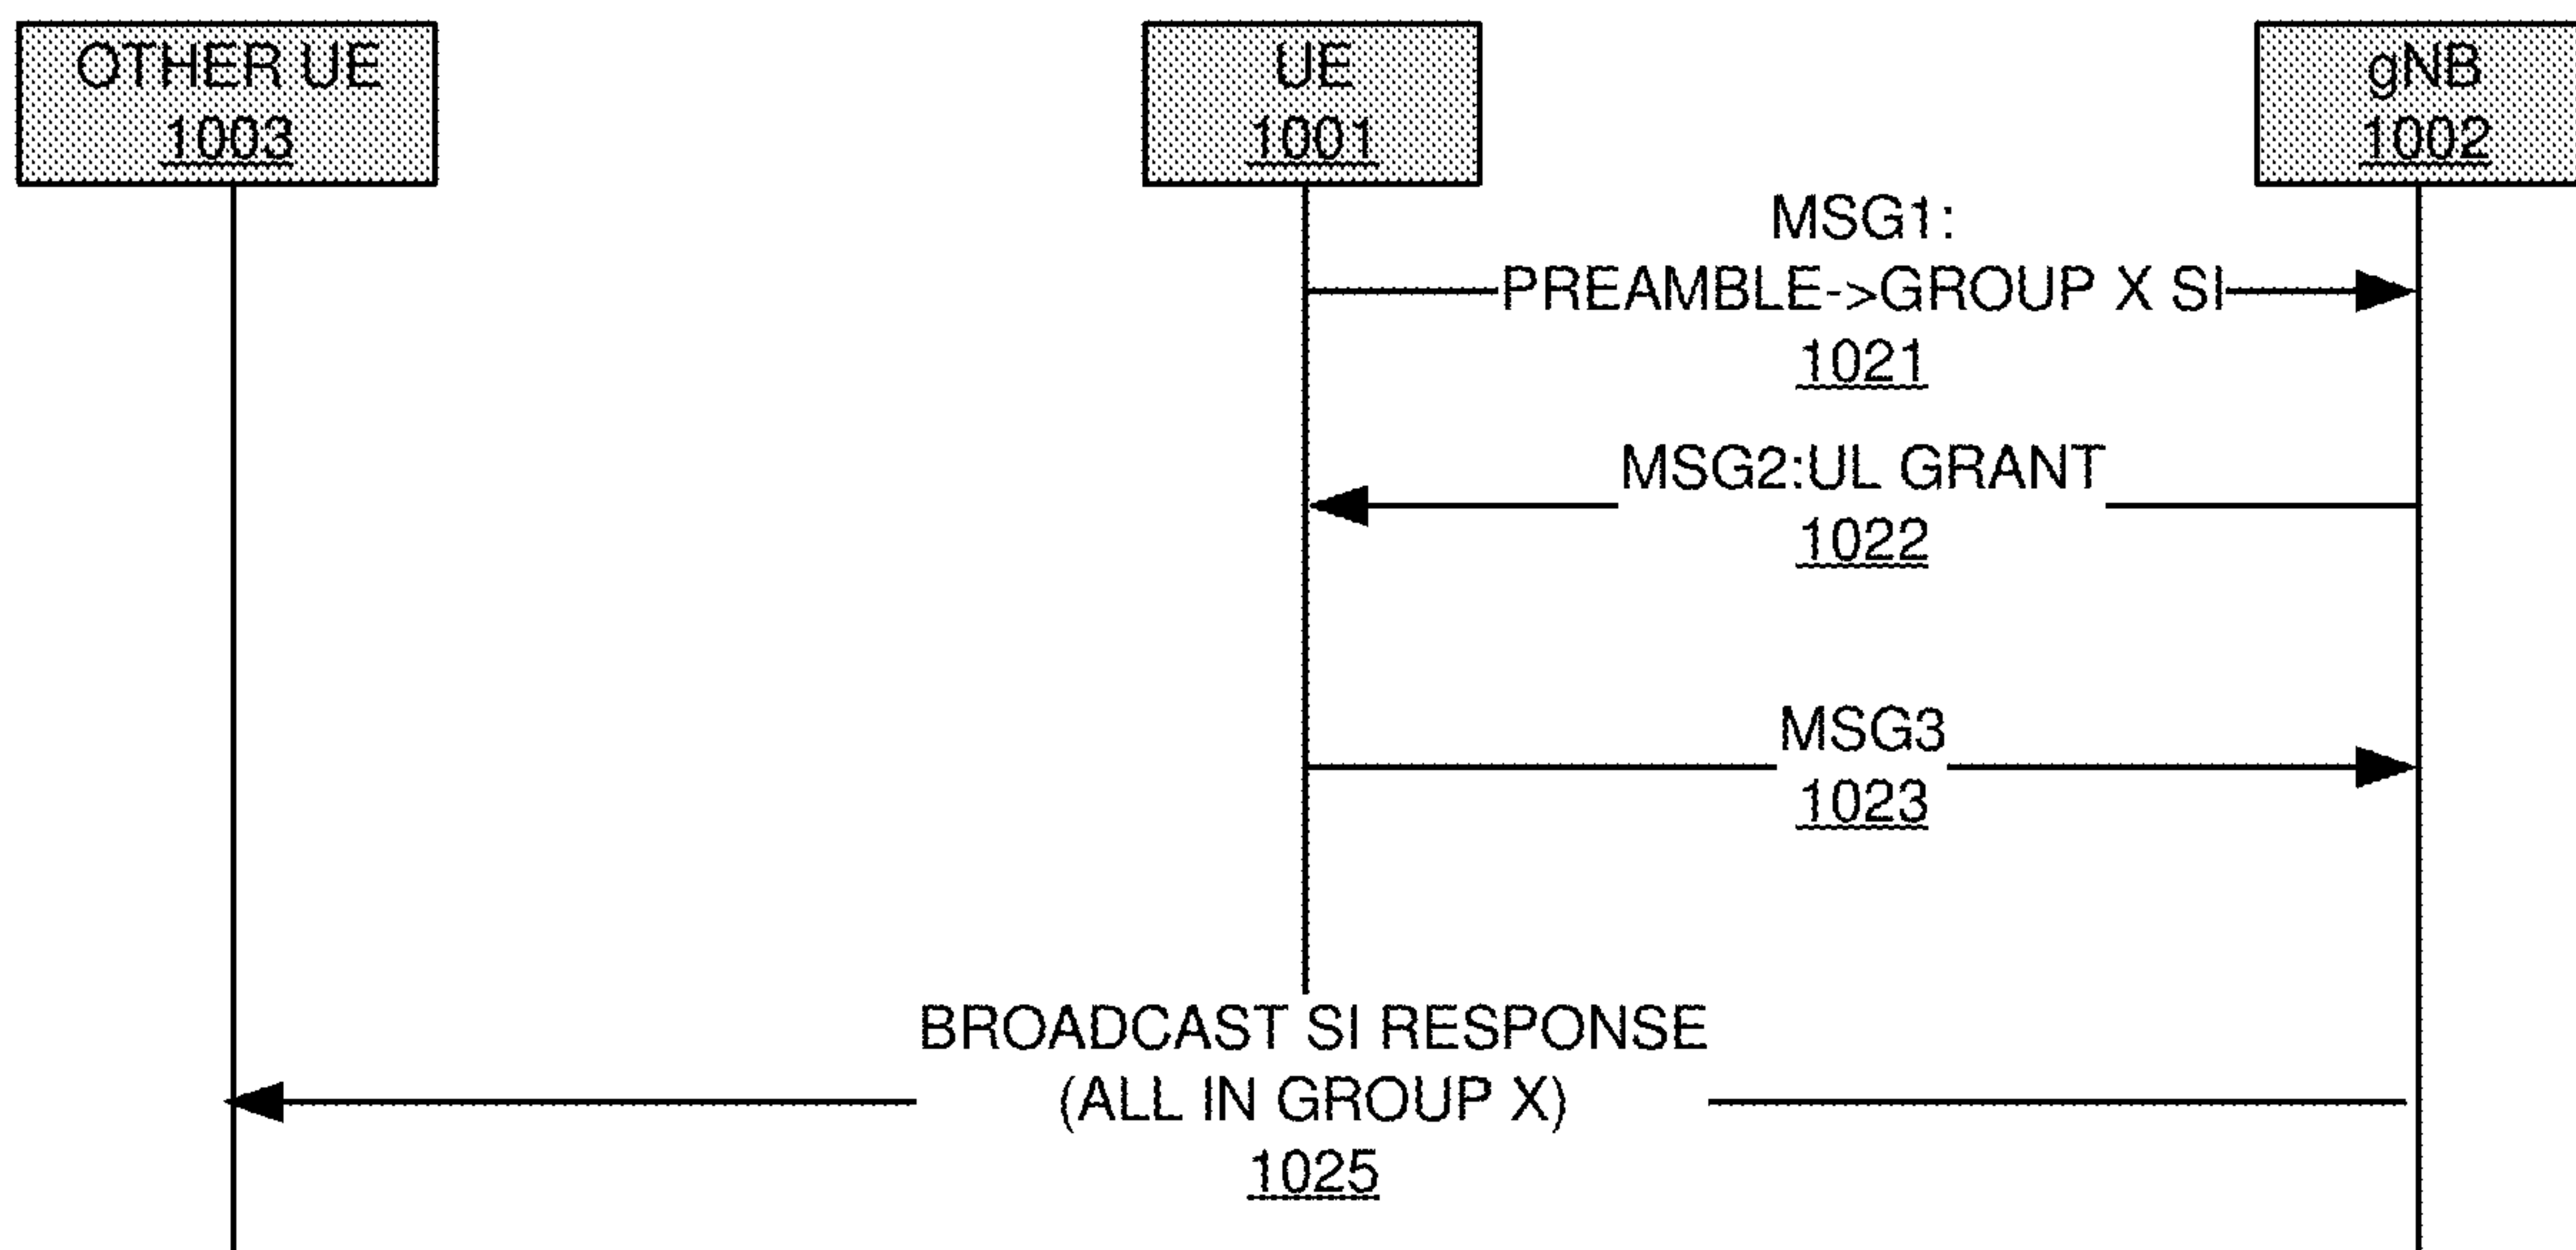 OTHER UE
1003
UE
1001
gNB
1002
MSG1:
PREAMBLE->GROUP X SI
1021
MSG2:UL GRANT
1022
MSG3
1023
BROADCAST SI RESPONSE
(ALL IN GROUP X)
1025